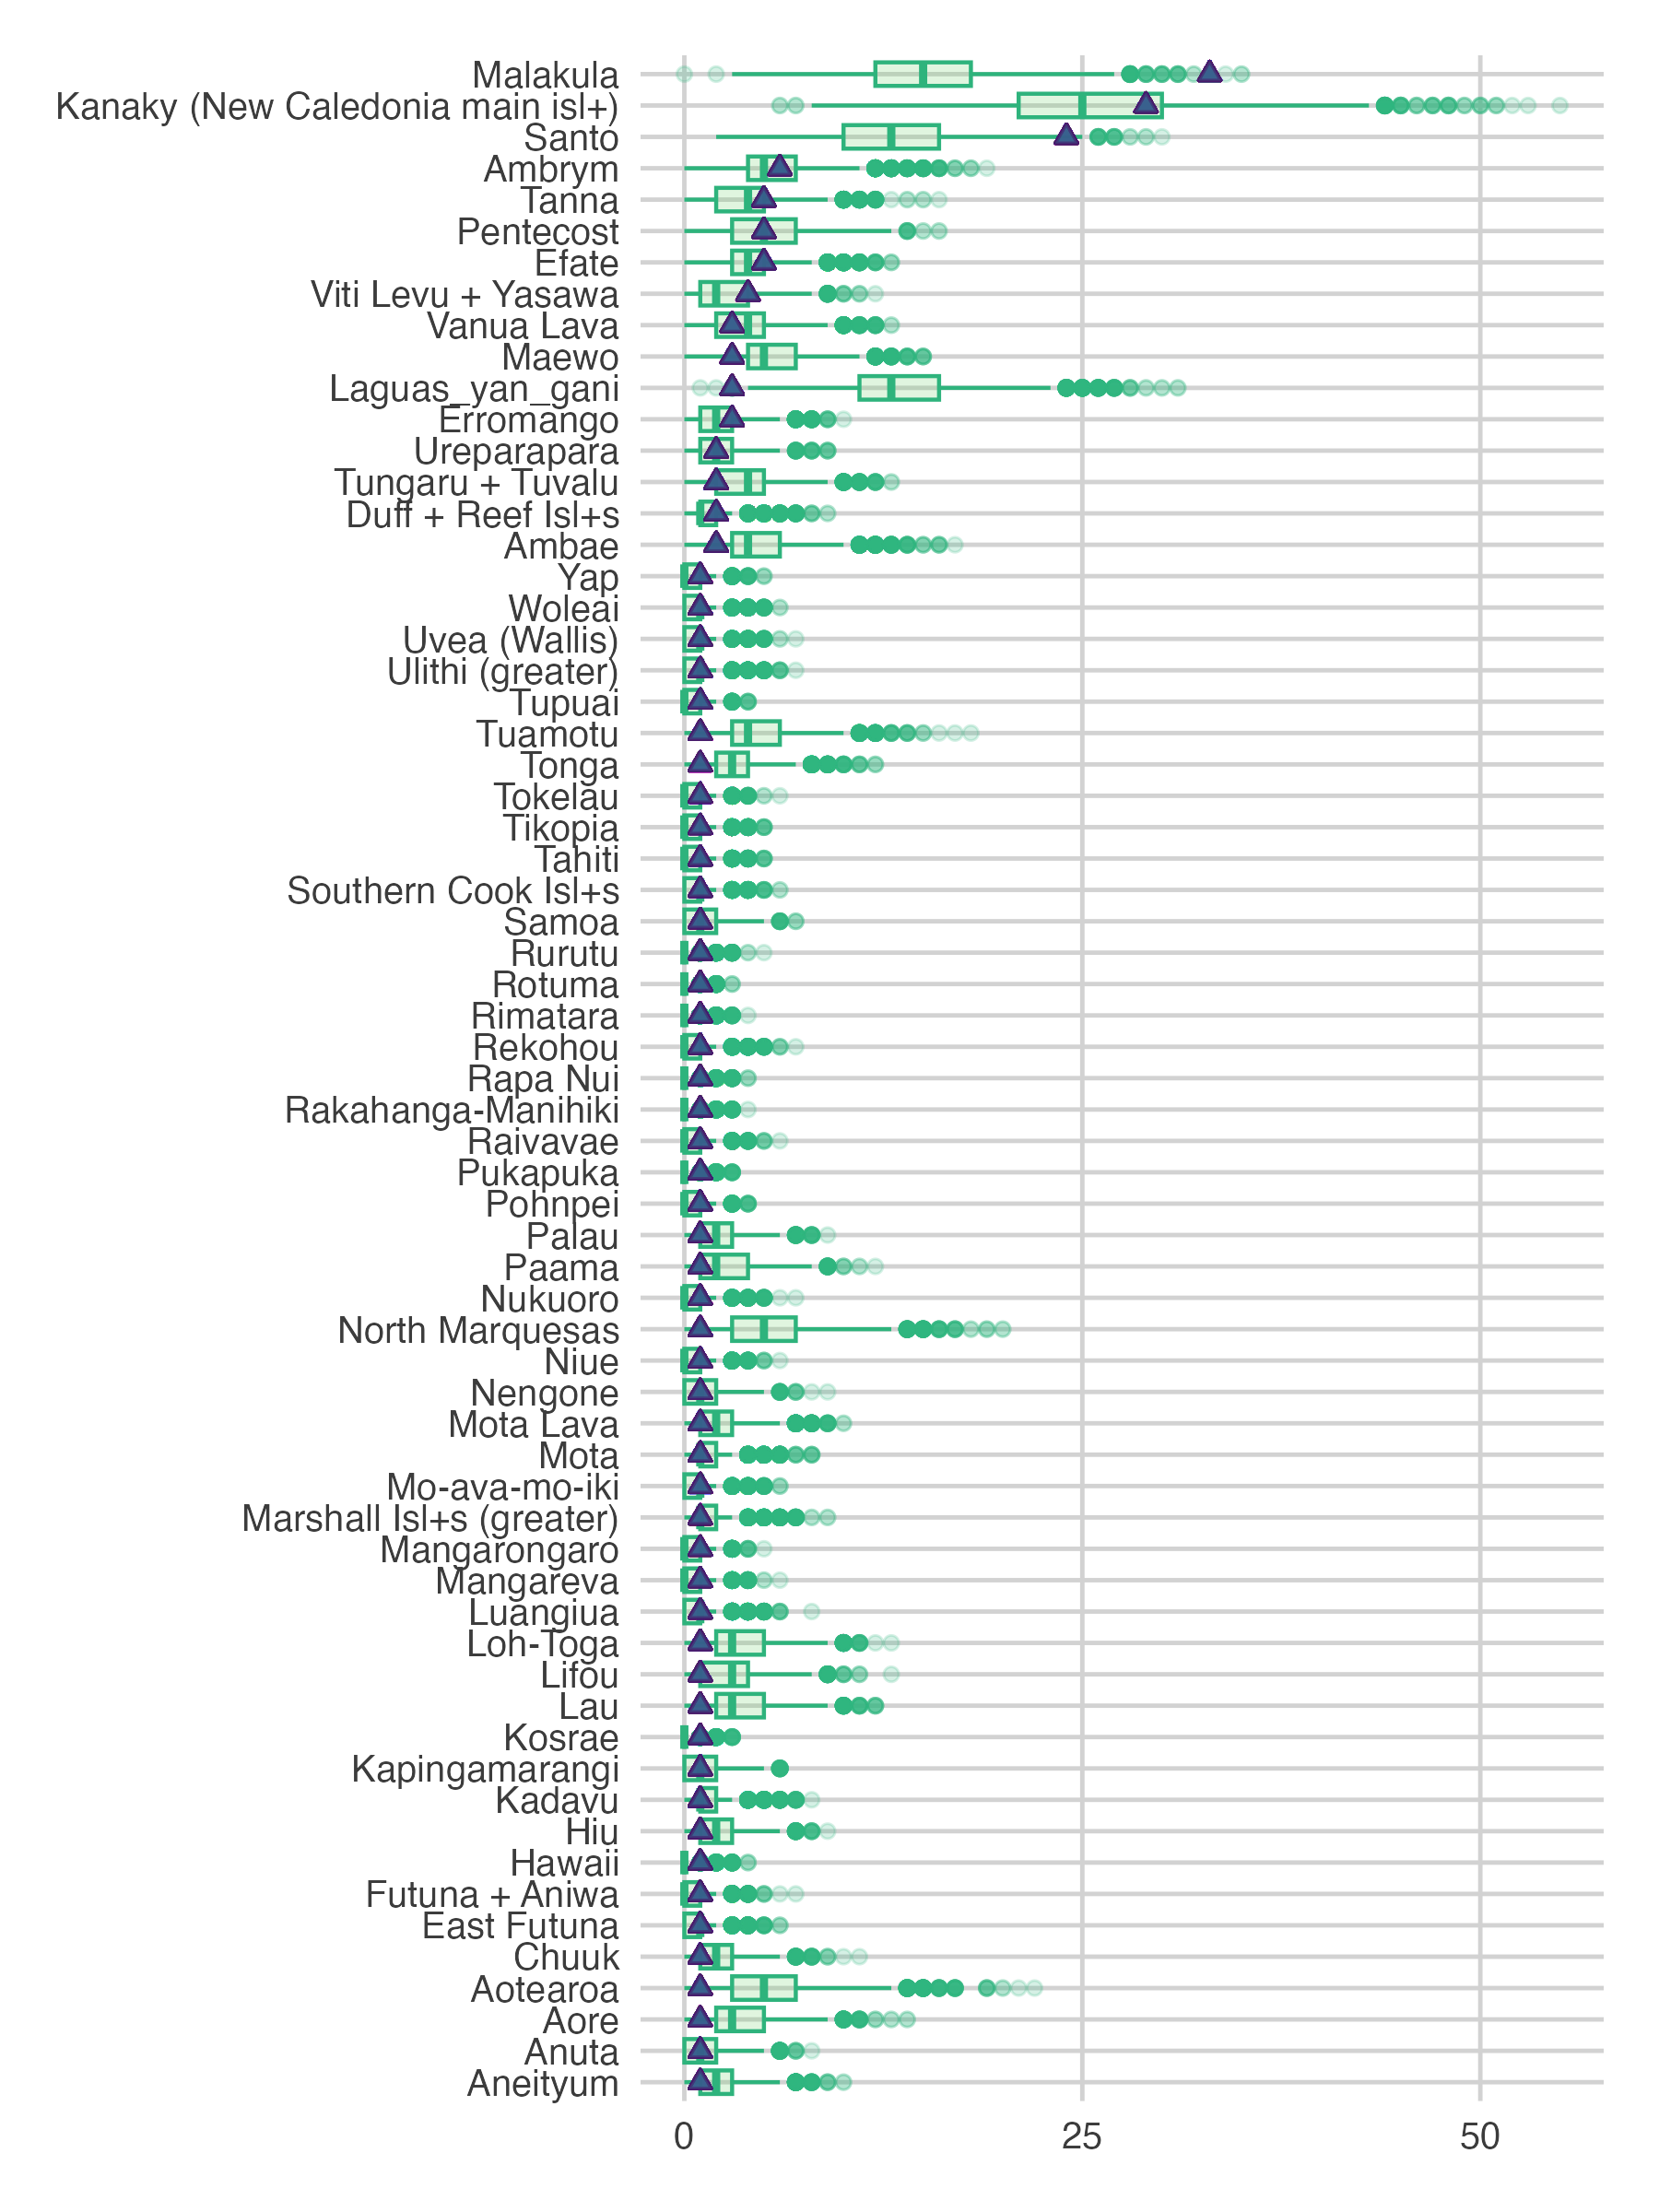 Malakula
Kanaky (New Caledonia main isl+)
Santo
Ambrym
Tanna
Pentecost
Efate
Viti Levu + Yasawa
Vanua Lava
Maewo
Laguas_yan_gani
Erromango
Ureparapara
Tungaru + Tuvalu
Duff + Reef Isl+s
Ambae
Yap
Woleai
Uvea (Wallis)
Ulithi (greater)
Tupuai
Tuamotu
Tonga
Tokelau
Tikopia
Tahiti
Southern Cook Isl+s
Samoa
Rurutu
Rotuma
Rimatara
Rekohou
Rapa Nui
Rakahanga-Manihiki
Raivavae
Pukapuka
Pohnpei
Palau
Paama
Nukuoro
North Marquesas
Niue
Nengone
Mota Lava
Mota
Mo-ava-mo-iki
Marshall Isl+s (greater)
Mangarongaro
Mangareva
Luangiua
Loh-Toga
Lifou
Lau
Kosrae
Kapingamarangi
Kadavu
Hiu
Hawaii
Futuna + Aniwa
East Futuna
Chuuk
Aotearoa
Aore
Anuta
Aneityum
0 25 50